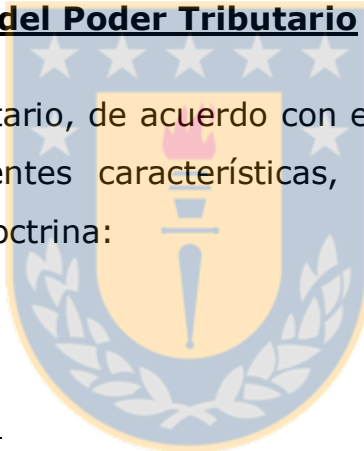 del Poder Tributario
tario, de acuerdo con e
entes características,
octrina: